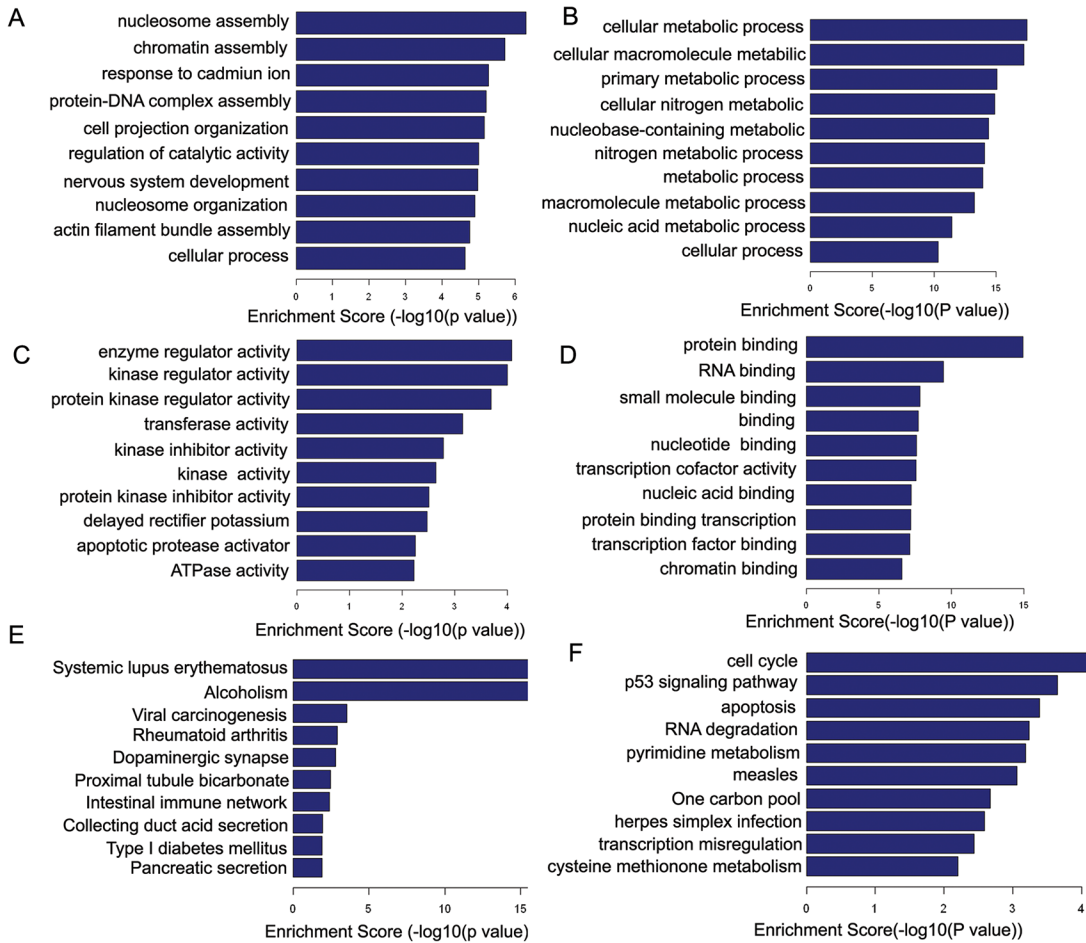 A
nucleosome assembly
chromatin assembly
response to cadmiun ion
protein-DNA complex assembly
cell projection organization
regulation of catalytic activity
nervous system development
nucleosome organization
actin filament bundle assembly
cellular process
0 1 2 3 4 5 6
Enrichment Score (-log10(p value))
B
cellular metabolic process
cellular macromolecule metabilic
primary metabolic process
cellular nitrogen metabolic
nucleobase-containing metabolic
nitrogen metabolic process
metabolic process
macromolecule metabolic process
nucleic acid metabolic process
cellular process
0 5 10 15
Enrichment Score(-log10(P value))
C
enzyme regulator activity
kinase regulator activity
protein kinase regulator activity
transferase activity
kinase inhibitor activity
kinase activity
protein kinase inhibitor activity
delayed rectifier potassium
apoptotic protease activator
ATPase activity
0 1 2 3 4
Enrichment Score (-log10(p value))
D
protein binding
RNA binding
small molecule binding
binding
nucleotide binding
transcription cofactor activity
nucleic acid binding
protein binding transcription
transcription factor binding
chromatin binding
0 5 10 15
Enrichment Score(-log10(P value))
E
Systemic lupus erythematosus
Alcoholism
Viral carcinogenesis
Rheumatoid arthritis
Dopaminergic synapse
Proximal tubule bicarbonate
Intestinal immune network
Collecting duct acid secretion
Type I diabetes mellitus
Pancreatic secretion
0 5 10 15
Enrichment Score (-log10(p value)
F
cell cycle
p53 signaling pathway
apoptosis
RNA degradation
pyrimidine metabolism
measles
One carbon pool
herpes simplex infection
transcription misregulation
cysteine methionone metabolism
0 1 2 3 4
Enrichment Score(-log10(P value))